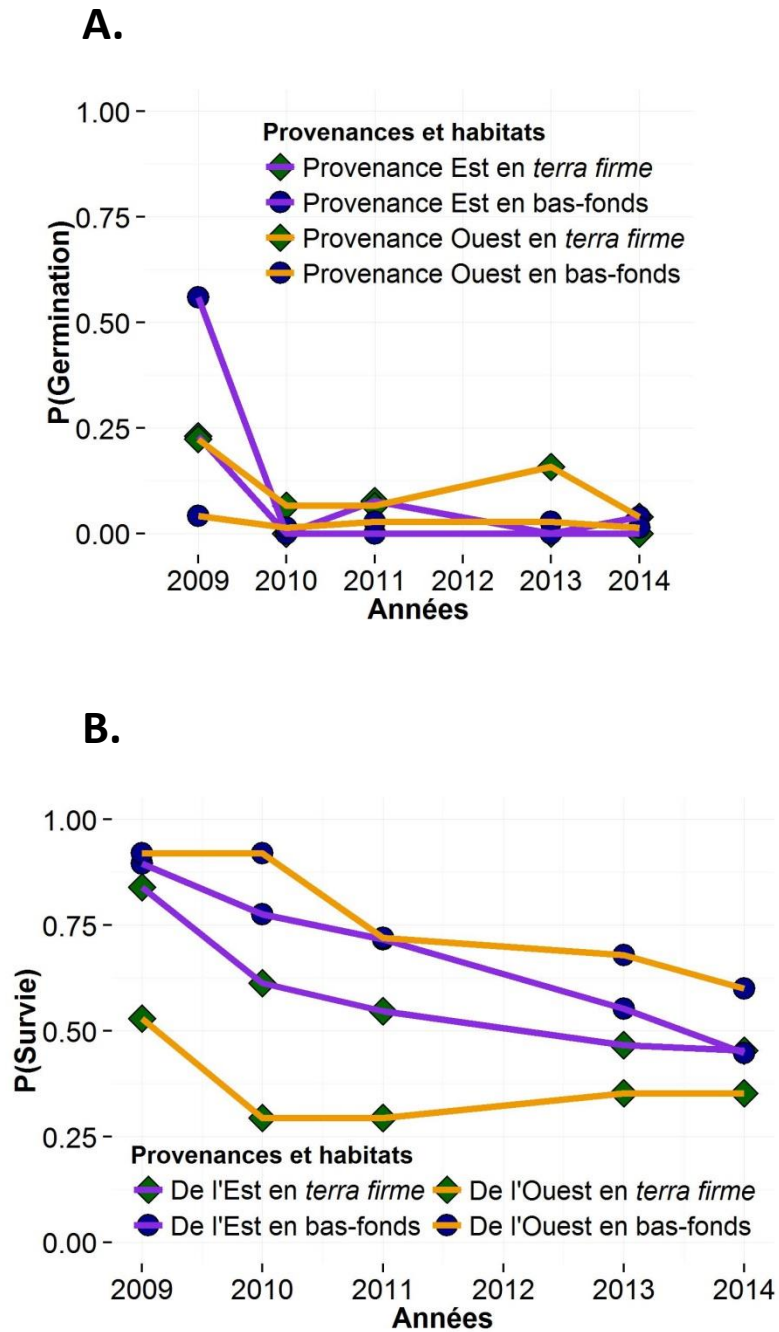 A.
P(Germination)
1.00
0.75
0.50
0.25
0.00
Provenances et habitats
Provenance Est en terra firme
Provenance Est en bas-fonds
Provenance Ouest en terra firme
Provenance Ouest en bas-fonds
2009 2010 2011 2012 2013 2014
Années
B.
P(Survie)
1.00
0.75
0.50
0.25
0.00
Provenances et habitats
De l'Est en terra firme De l'Ouest en terra firme
De l'Est en bas-fonds De l'Ouest en bas-fonds
2009 2010 2011 2012 2013 2014
Années